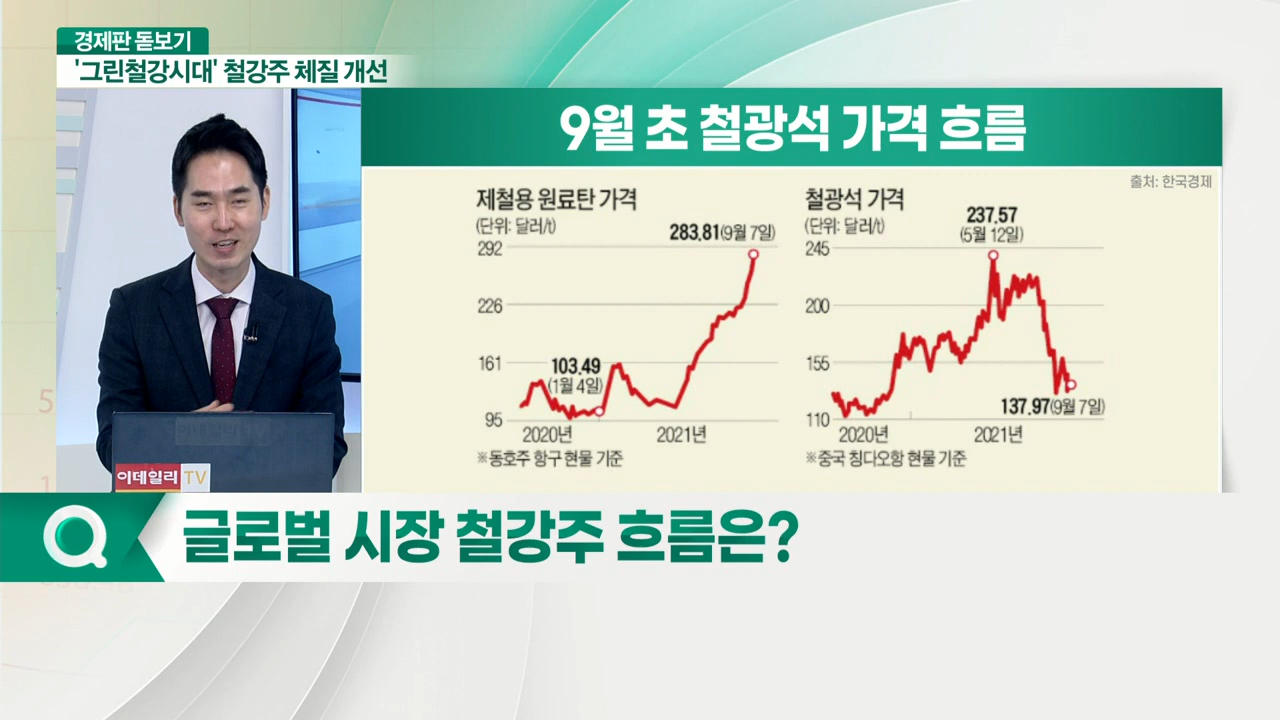 경제판 돋보기
'그린철강시대' 철강주 체질 개선
9월 초 철광석 가격 흐름
출처: 한국경제
제철용 원료탄 가격
(단위: 달러/t)
283.81(9월 7일)
292
226
161
95
103.49
(1월 4일)
2020년
2021년
※동호주 항구 현물 기준
철광석 가격
(단위: 달러/t)
237.57
(5월 12일)
245
200
155
110
137.97(9월 7일)
2020년
2021년
※중국 칭다오항 현물 기준
이데일리TV
글로벌 시장 철강주 흐름은?